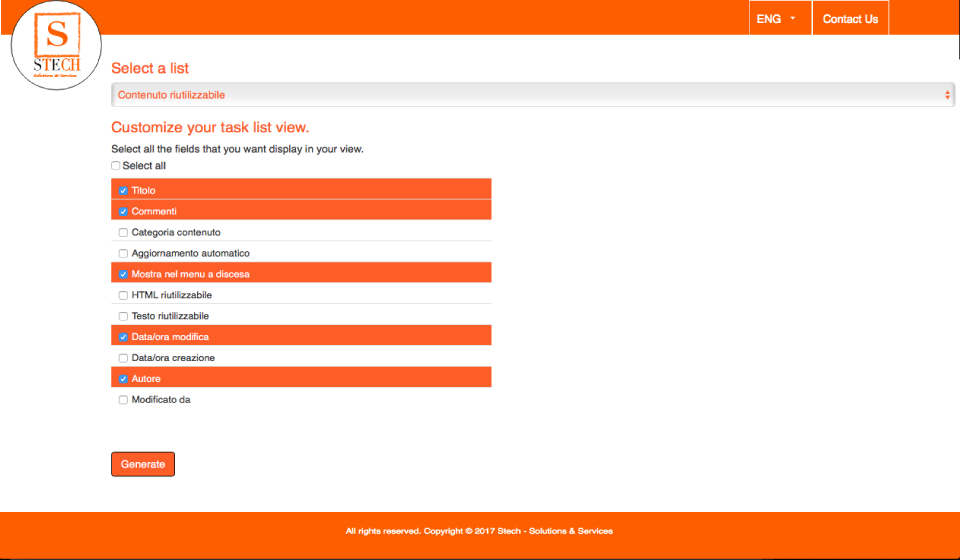 S
STECH
Solutions & Services
ENG
Contact Us
Select a list
Contenuto riutilizzabile
Customize your task list view.
Select all the fields that you want display in your view.
Select all
Titolo
Commenti
Categoria contenuto
Aggiornamento automatico
Mostra nel menu a discesa
HTML riutilizzabile
Testo riutilizzabile
Data/ora modifica
Data/ora creazione
Autore
Modificato da
Generate
All rights reserved. Copyright © 2017 Stech - Solutions & Services